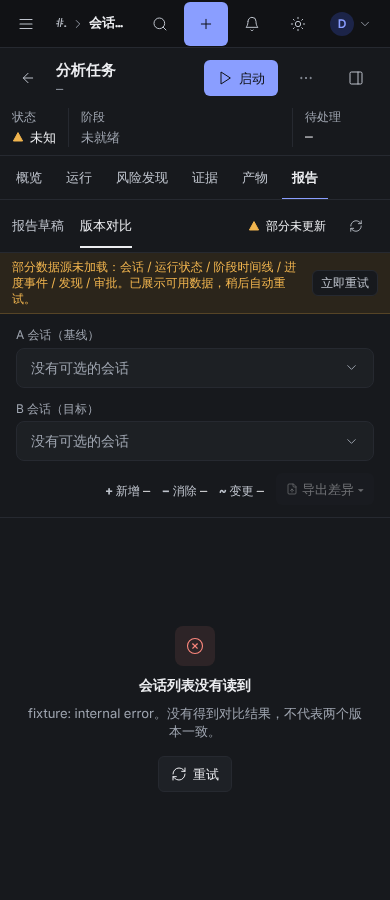 #. 会话…
D
分析任务
–
启动
状态 阶段 待处理
未知 未就绪 –
概览 运行 风险发现 证据 产物 报告
报告草稿 版本对比 部分未更新
部分数据源未加载：会话 / 运行状态 / 阶段时间线 / 进
度事件 / 发现 / 审批。已展示可用数据，稍后自动重
试。
立即重试
A 会话（基线）
没有可选的会话
B 会话（目标）
没有可选的会话
+ 新增 – − 消除 – ~ 变更 – 导出差异
会话列表没有读到
fixture: internal error。没有得到对比结果，不代表两个版
本一致。
重试